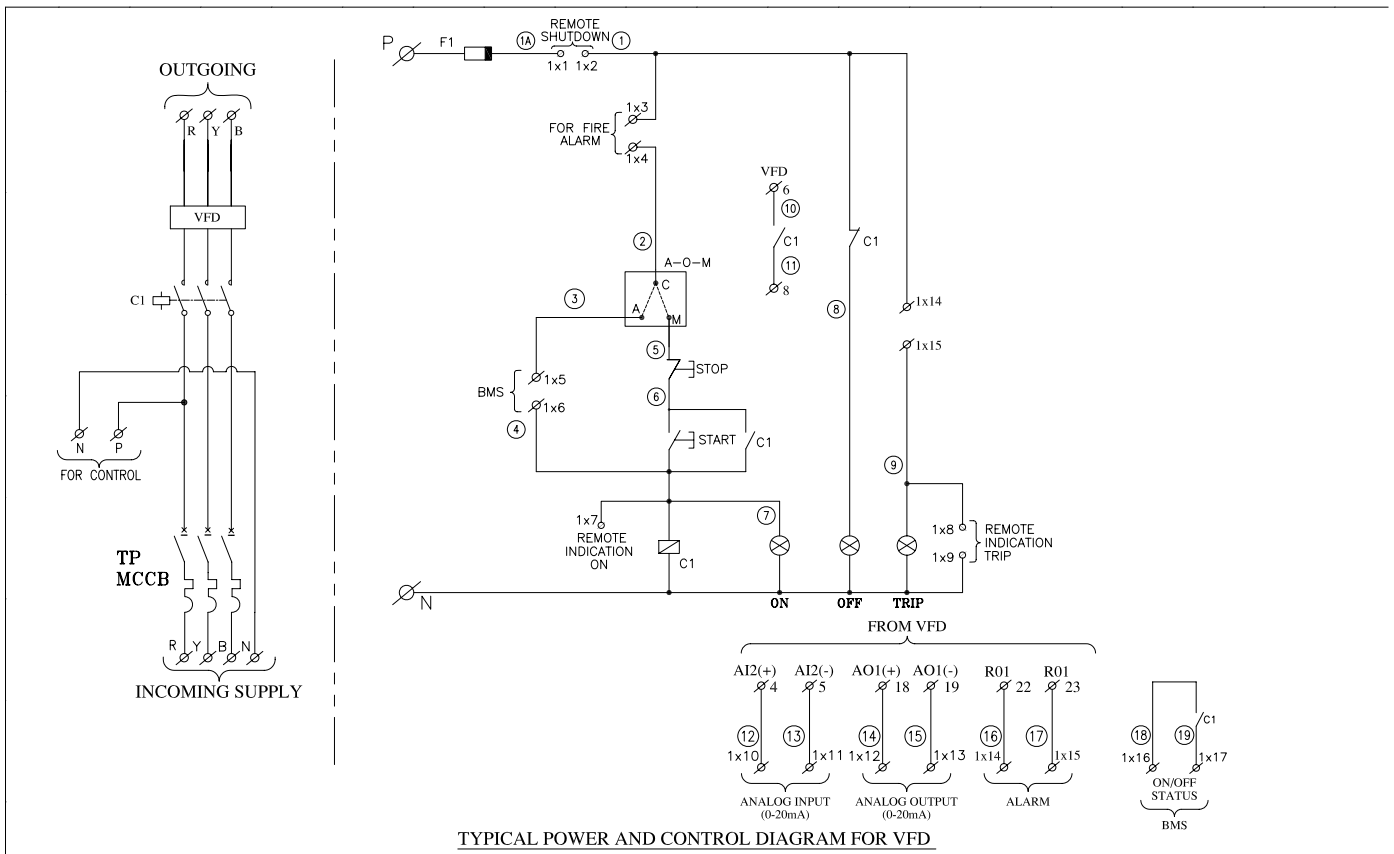 OUTGOING
R Y B
VFD
C1
N P
FOR CONTROL
TP
MCCB
R Y B N
INCOMING SUPPLY
P
F1
1A
REMOTE
SHUTDOWN
1
1x1 1x2
1x3
FOR FIRE
ALARM
1x4
2
A-O-M
C
A
M
3
5
STOP
BMS
1x5
1x6
6
4
START
C1
1x7
REMOTE
INDICATION
ON
C1
7
VFD
6
10
C1
11
8
C1
8
1x14
1x15
9
1x8
1x9
REMOTE
INDICATION
TRIP
N
ON OFF TRIP
FROM VFD
AI2(+) AI2(-) AO1(+) AO1(-) R01 R01
4 5 18 19 22 23
12 13 14 15 16 17
1x10 1x11 1x12 1x13 1x14 1x15
ANALOG INPUT
(0-20mA)
ANALOG OUTPUT
(0-20mA)
ALARM
C1
18 19
1x16 1x17
ON/OFF
STATUS
BMS
TYPICAL POWER AND CONTROL DIAGRAM FOR VFD